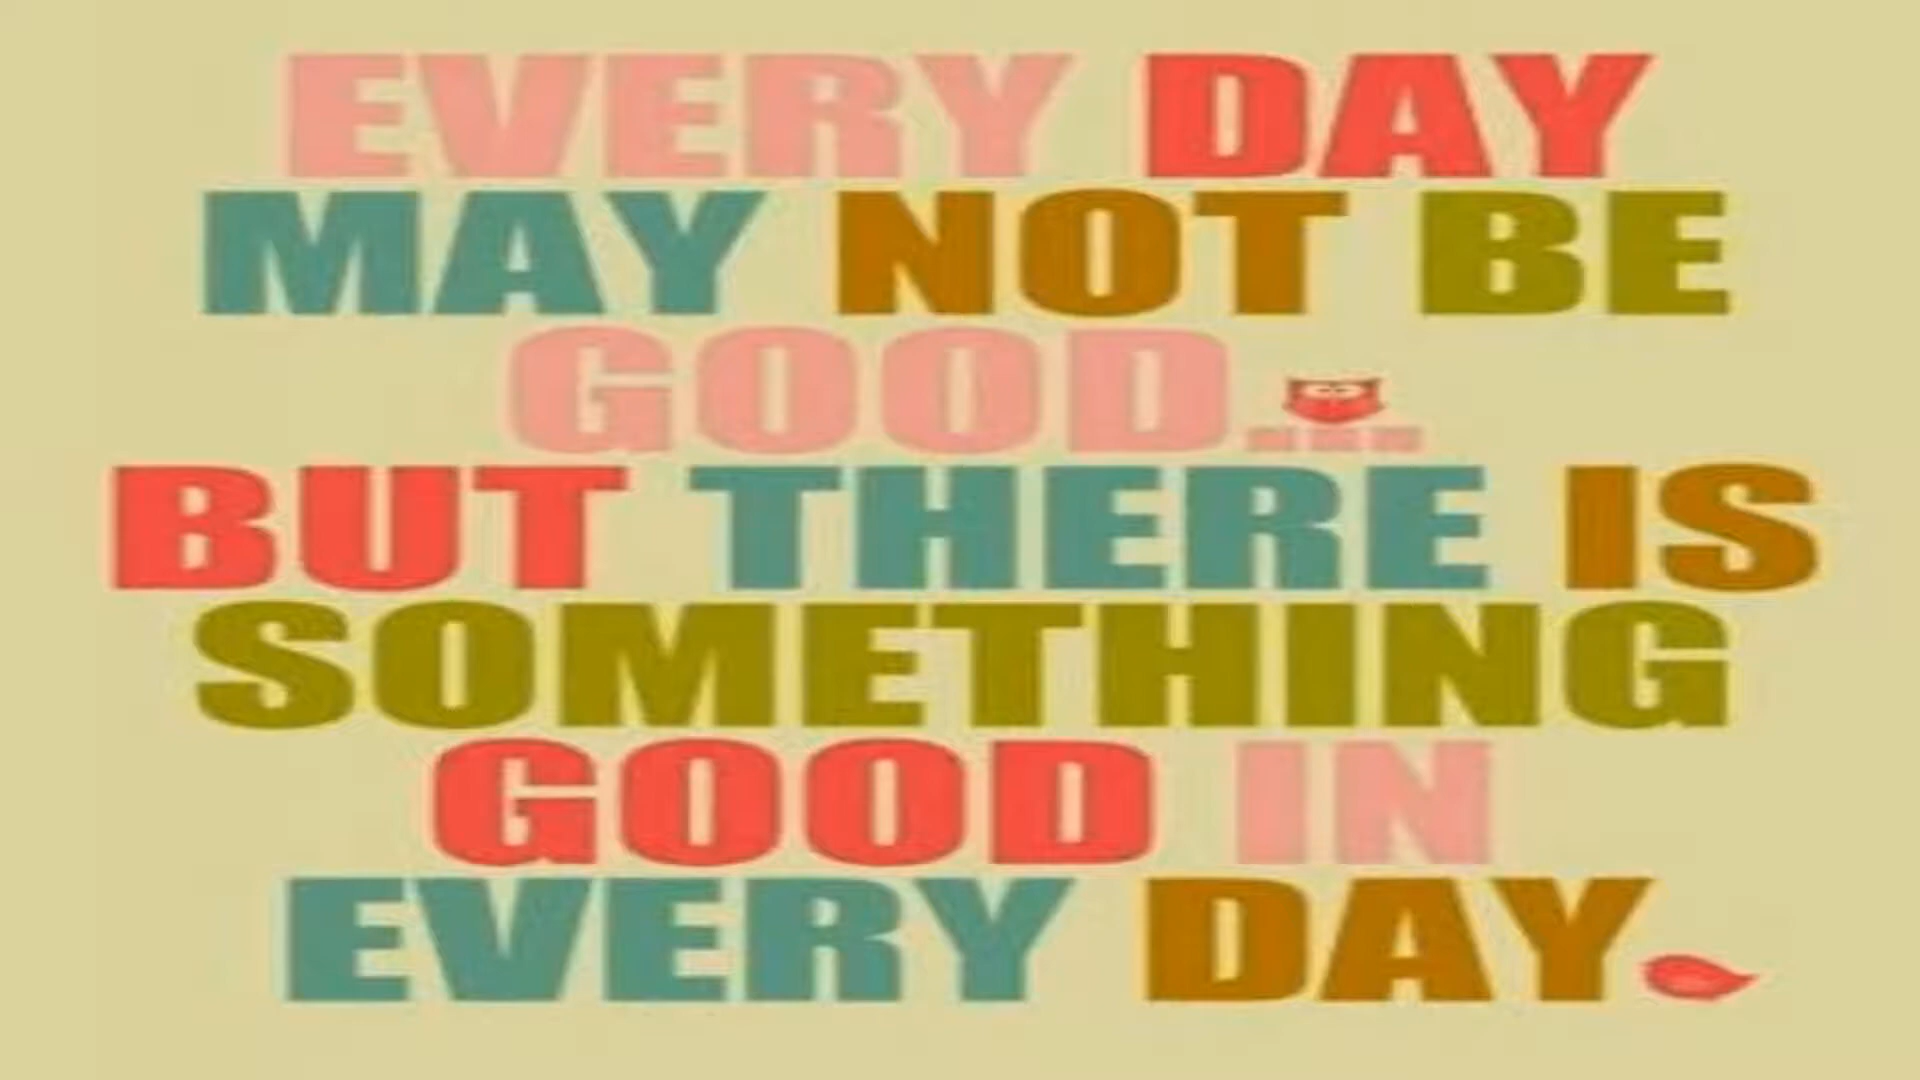 EVERY DAY
MAY NOT BE
GOOD...
BUT THERE IS
SOMETHING
GOOD IN
EVERY DAY.